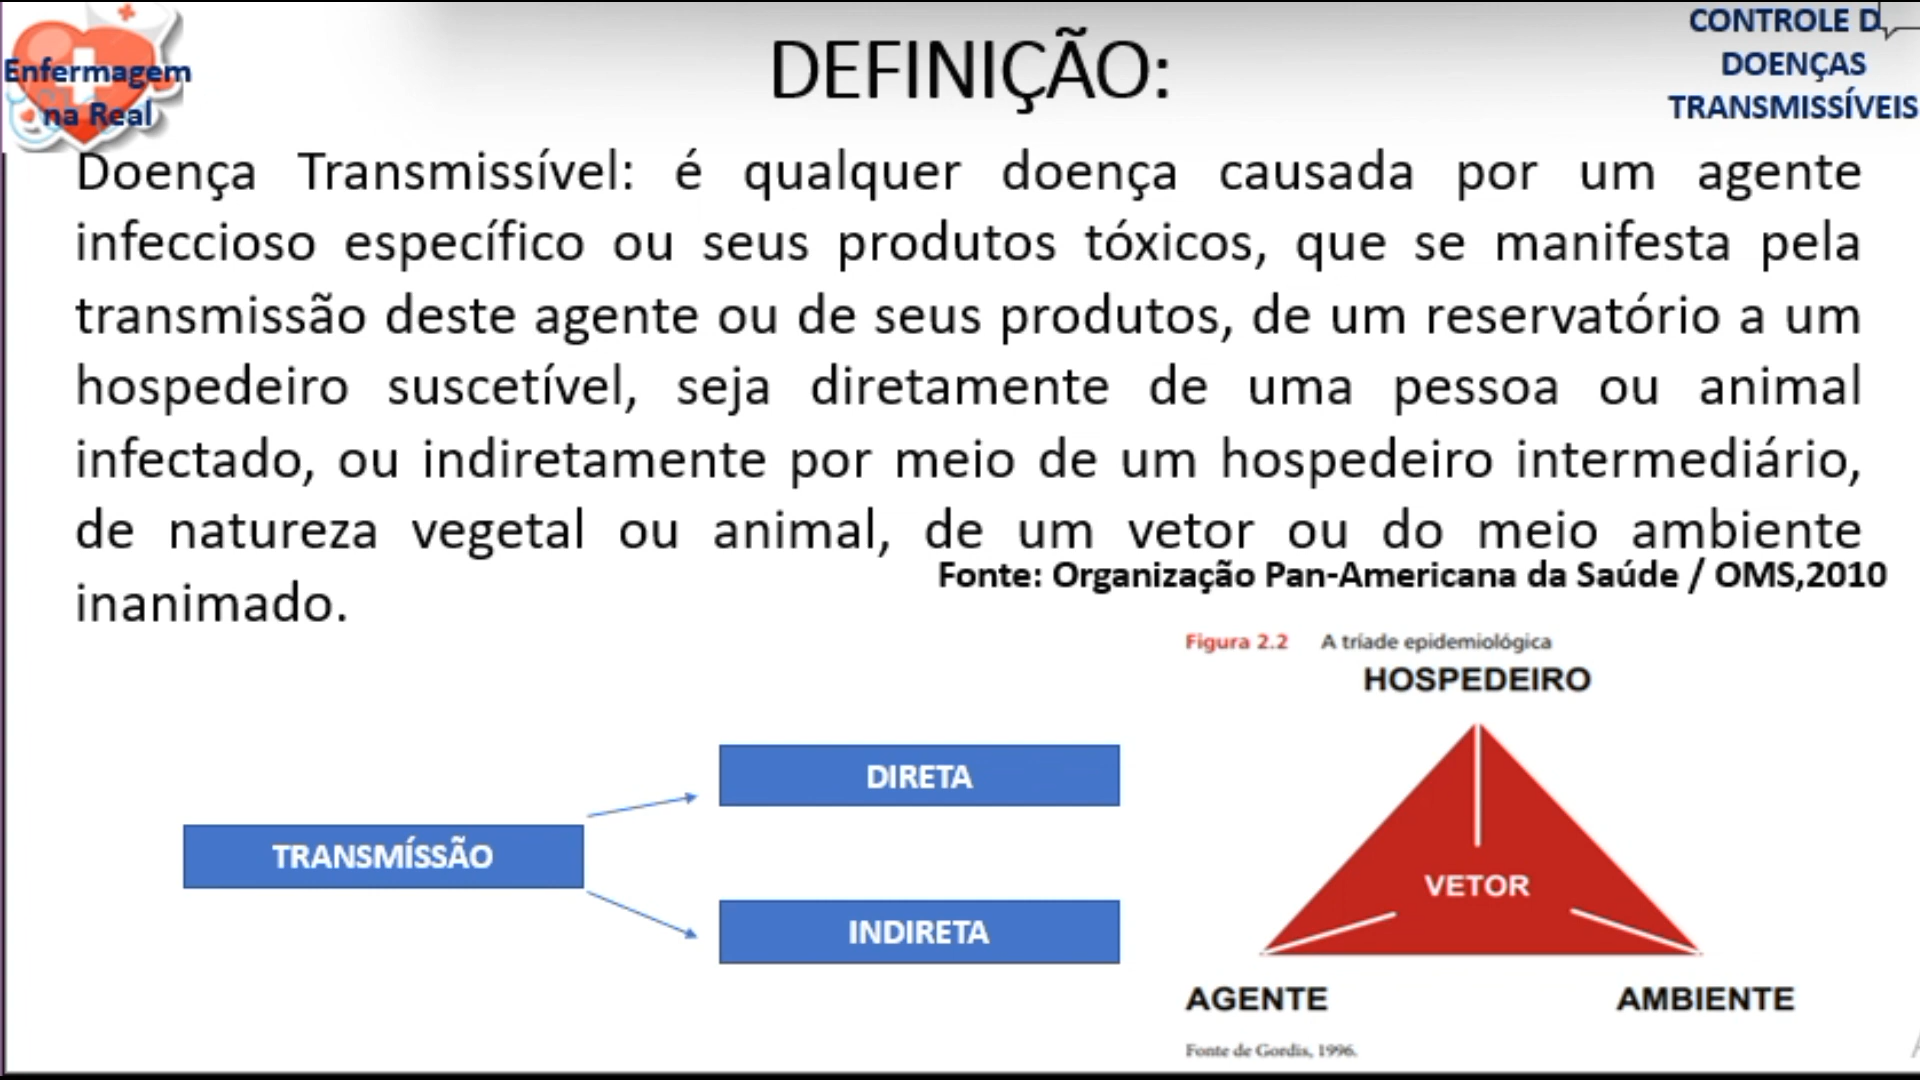 Enfermagem
na Real
DEFINIÇÃO:
CONTROLE D
DOENÇAS
TRANSMISSÍVEIS
Doença Transmissível: é qualquer doença causada por um agente
infeccioso específico ou seus produtos tóxicos, que se manifesta pela
transmissão deste agente ou de seus produtos, de um reservatório a um
hospedeiro suscetível, seja diretamente de uma pessoa ou animal
infectado, ou indiretamente por meio de um hospedeiro intermediário,
de natureza vegetal ou animal, de um vetor ou do meio ambiente
inanimado.
Fonte: Organização Pan-Americana da Saúde / OMS,2010
Figura 2.2 A tríade epidemiológica
HOSPEDEIRO
VETOR
AGENTE
AMBIENTE
Fonte de Gordis, 1996.
TRANSMÍSSÃO
DIRETA
INDIRETA